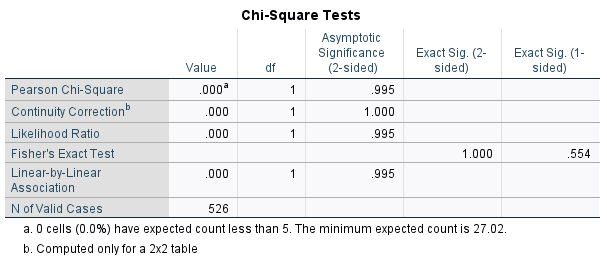 Chi-Square Tests
Value df Asymptotic Significance (2-sided) Exact Sig. (2-sided) Exact Sig. (1-sided)
Pearson Chi-Square .000a 1 .995
Continuity Correctionb .000 1 1.000
Likelihood Ratio .000 1 .995
Fisher's Exact Test 1.000 .554
Linear-by-Linear Association .000 1 .995
N of Valid Cases 526
a. 0 cells (0.0%) have expected count less than 5. The minimum expected count is 27.02.
b. Computed only for a 2x2 table